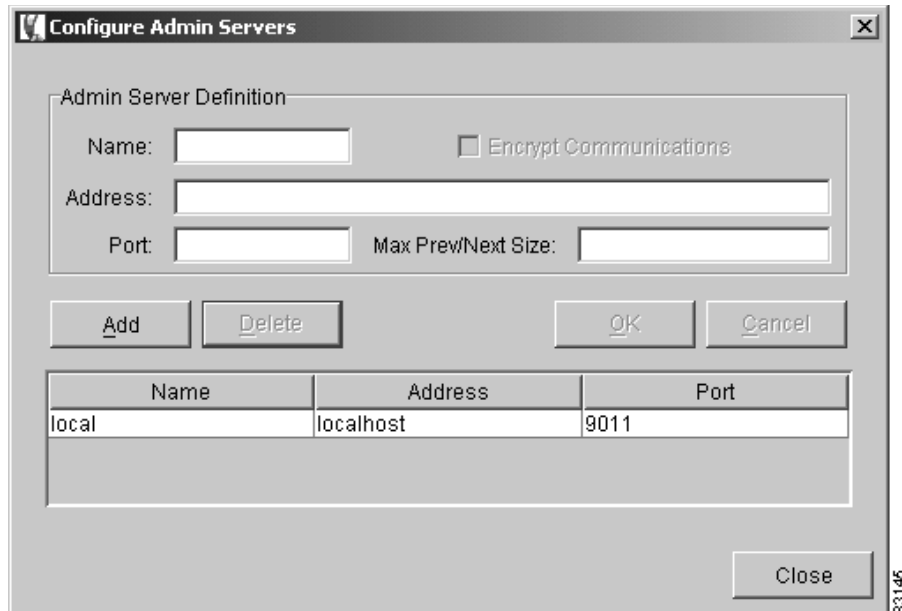 Configure Admin Servers
Admin Server Definition
Name:
Encrypt Communications
Address:
Port:
Max Prev/Next Size:
Add
Delete
OK
Cancel
Name Address Port
local localhost 9011
Close
83145